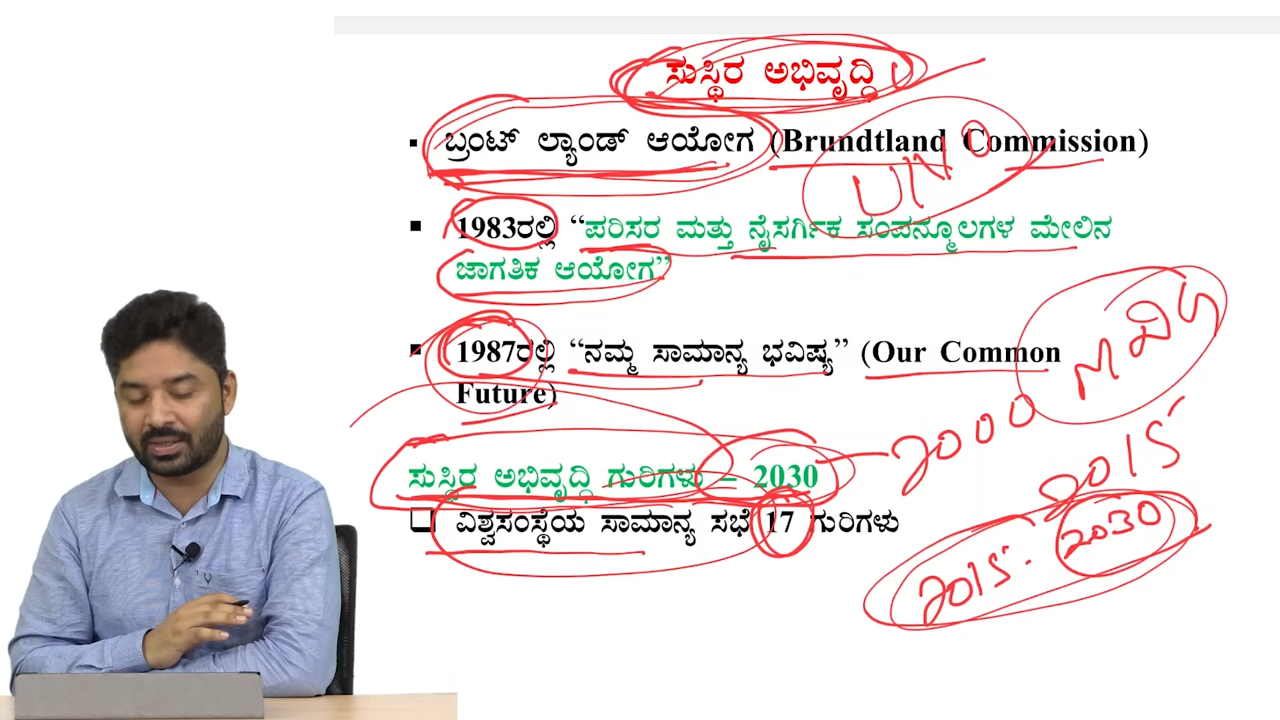 ಸುಸ್ಥಿರ ಅಭಿವೃದ್ಧಿ
▪ ಬ್ರಂಟ್ ಲ್ಯಾಂಡ್ ಆಯೋಗ (Brundtland Commission)
UNO
▪ 1983ರಲ್ಲಿ “ಪರಿಸರ ಮತ್ತು ನೈಸರ್ಗಿಕ ಸಂಪನ್ಮೂಲಗಳ ಮೇಲಿನ
ಜಾಗತಿಕ ಆಯೋಗ”
▪ 1987ರಲ್ಲಿ “ನಮ್ಮ ಸಾಮಾನ್ಯ ಭವಿಷ್ಯ” (Our Common
Future)
ಸುಸ್ಥಿರ ಅಭಿವೃದ್ಧಿ ಗುರಿಗಳು – 2030
– 2000 MDG
2015
❑ ವಿಶ್ವಸಂಸ್ಥೆಯ ಸಾಮಾನ್ಯ ಸಭೆ 17 ಗುರಿಗಳು
2015. 2030